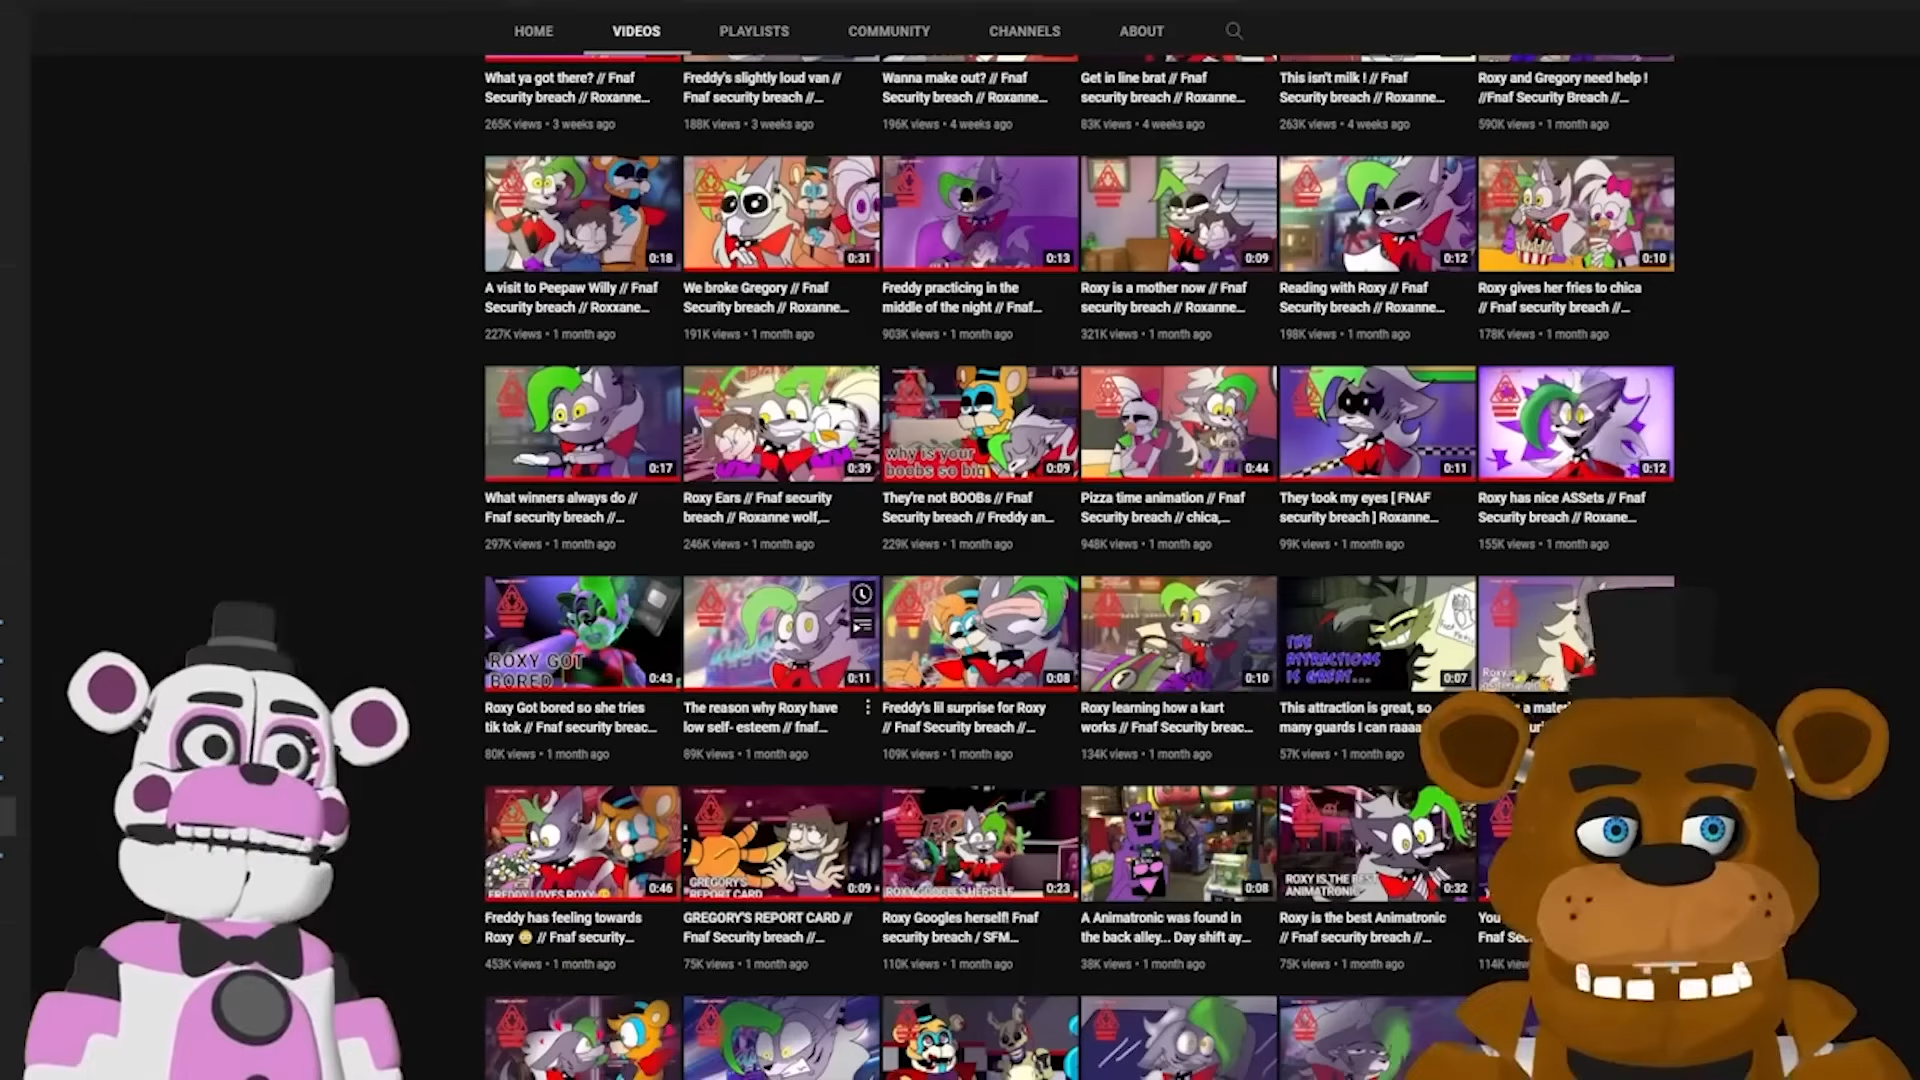 HOME VIDEOS PLAYLISTS COMMUNITY CHANNELS ABOUT
What ya got there? // Fnaf
Security breach // Roxanne...
265K views • 3 weeks ago
Freddy's slightly loud van //
Fnaf security breach //...
188K views • 3 weeks ago
Wanna make out? // Fnaf
Security breach // Roxanne...
196K views • 4 weeks ago
Get in line brat // Fnaf
security breach // Roxanne...
83K views • 4 weeks ago
This isn't milk ! // Fnaf
Security breach // Roxanne...
263K views • 4 weeks ago
Roxy and Gregory need help !
//Fnaf Security Breach //...
590K views • 1 month ago
0:18
A visit to Peepaw Willy // Fnaf
Security breach // Roxxane...
227K views • 1 month ago
0:31
We broke Gregory // Fnaf
Security breach // Roxanne...
191K views • 1 month ago
0:13
Freddy practicing in the
middle of the night // Fnaf...
903K views • 1 month ago
0:09
Roxy is a mother now // Fnaf
security breach // Roxanne...
321K views • 1 month ago
0:12
Reading with Roxy // Fnaf
Security breach // Roxanne...
198K views • 1 month ago
0:10
Roxy gives her fries to chica
// Fnaf security breach //...
178K views • 1 month ago
0:17
What winners always do //
Fnaf security breach //...
297K views • 1 month ago
0:39
Roxy Ears // Fnaf security
breach // Roxanne wolf,...
246K views • 1 month ago
why is your
boobs so big
0:09
They're not BOOBs // Fnaf
Security breach // Freddy an...
229K views • 1 month ago
0:44
Pizza time animation // Fnaf
Security breach // chica,...
948K views • 1 month ago
0:11
They took my eyes [ FNAF
security breach ] Roxanne...
99K views • 1 month ago
0:12
Roxy has nice ASSets // Fnaf
Security breach // Roxane...
155K views • 1 month ago
ROXY GOT
BORED
0:43
Roxy Got bored so she tries
tik tok // Fnaf security breac...
80K views • 1 month ago
0:11
The reason why Roxy have
low self- esteem // fnaf...
89K views • 1 month ago
0:08
Freddy's lil surprise for Roxy
// Fnaf Security breach //...
109K views • 1 month ago
0:10
Roxy learning how a kart
works // Fnaf Security breac...
134K views • 1 month ago
THE
ATTRACTIONS
IS GREAT...
0:07
This attraction is great, so
many guards I can raaaa
57K views • 1 month ago
a mater
FREDDY LOVES ROXY
0:46
Freddy has feeling towards
Roxy 😳 // Fnaf security...
453K views • 1 month ago
GREGORY'S
REPORT CARD
0:09
GREGORY'S REPORT CARD //
Fnaf Security breach //...
75K views • 1 month ago
ROXY GOOGLES HERSELF
0:23
Roxy Googles herself! Fnaf
security breach / SFM...
110K views • 1 month ago
0:08
A Animatronic was found in
the back alley... Day shift ay...
38K views • 1 month ago
ROXY IS THE BEST
ANIMATRONIC
0:32
Roxy is the best Animatronic
// Fnaf security breach //...
75K views • 1 month ago
You
Fnaf Sec
114K view